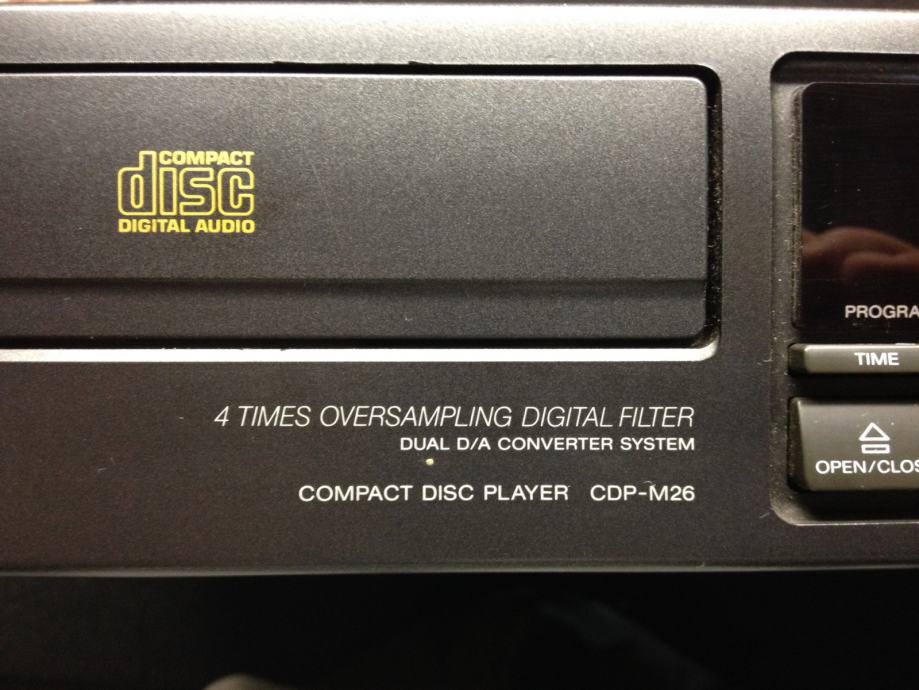 COMPACT
disc
DIGITAL AUDIO
PROGRA
TIME
4 TIMES OVERSAMPLING DIGITAL FILTER
DUAL D/A CONVERTER SYSTEM
OPEN/CLOS
COMPACT DISC PLAYER CDP-M26